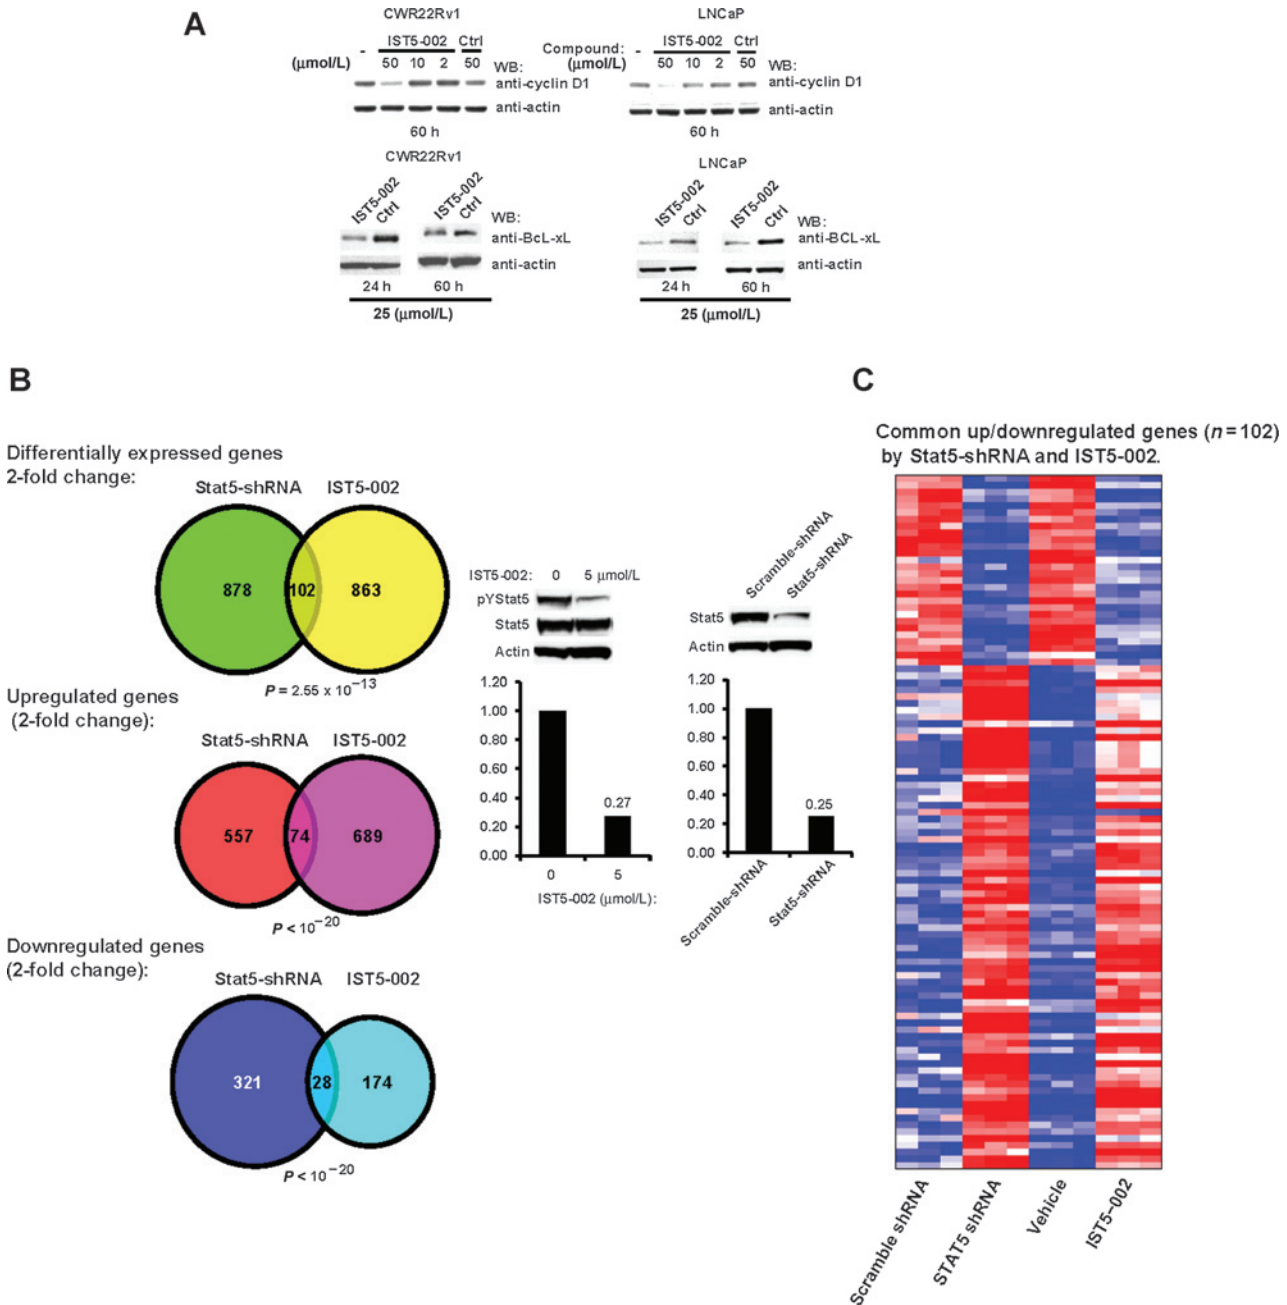 A
CWR22Rv1
IST5-002 Ctrl
(µmol/L) - 50 10 2 50 WB:
anti-cyclin D1
anti-actin
60 h
LNCaP
Compound: - IST5-002 Ctrl
(µmol/L) 50 10 2 50 WB:
anti-cyclin D1
anti-actin
60 h
CWR22Rv1
IST5-002 Ctrl IST5-002 Ctrl
WB:
anti-BcL-xL
anti-actin
24 h 60 h
25 (µmol/L)
LNCaP
IST5-002 Ctrl IST5-002 Ctrl
WB:
anti-BCL-xL
anti-actin
24 h 60 h
25 (µmol/L)
B
Differentially expressed genes
2-fold change:
Stat5-shRNA IST5-002
878 102 863
P = 2.55 x 10−13
Upregulated genes
(2-fold change):
Stat5-shRNA IST5-002
557 74 689
P < 10−20
Downregulated genes
(2-fold change):
Stat5-shRNA IST5-002
321 28 174
P < 10−20
IST5-002: 0 5 µmol/L
pYStat5
Stat5
Actin
1.20
1.00
0.80
0.60
0.40
0.20
0.00
0.27
0 5
IST5-002 (µmol/L):
Scramble-shRNA
Stat5-shRNA
Stat5
Actin
1.20
1.00
0.80
0.60
0.40
0.20
0.00
0.25
Scramble-shRNA
Stat5-shRNA
C
Common up/downregulated genes (n = 102)
by Stat5-shRNA and IST5-002.
Scramble shRNA
STAT5 shRNA
Vehicle
IST5-002